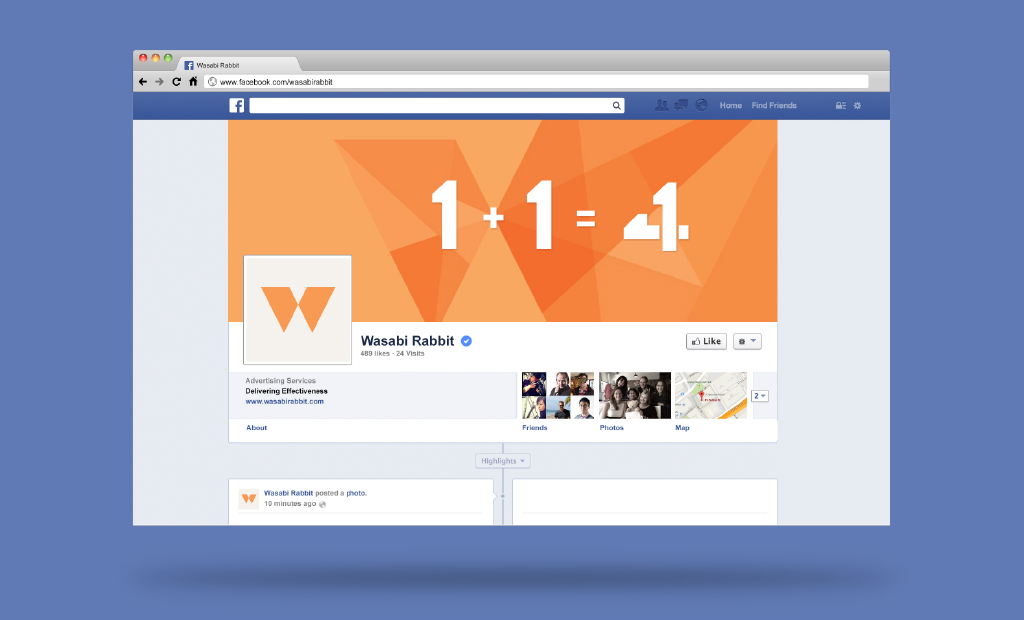 Wasabi Rabbit
www.facebook.com/wasabirabbit
Home Find Friends
1 + 1 = 4
W
Wasabi Rabbit
489 likes · 24 Visits
Like
Advertising Services
Delivering Effectiveness
www.wasabirabbit.com
2
About
Friends
Photos
Map
Highlights
Wasabi Rabbit posted a photo.
10 minutes ago